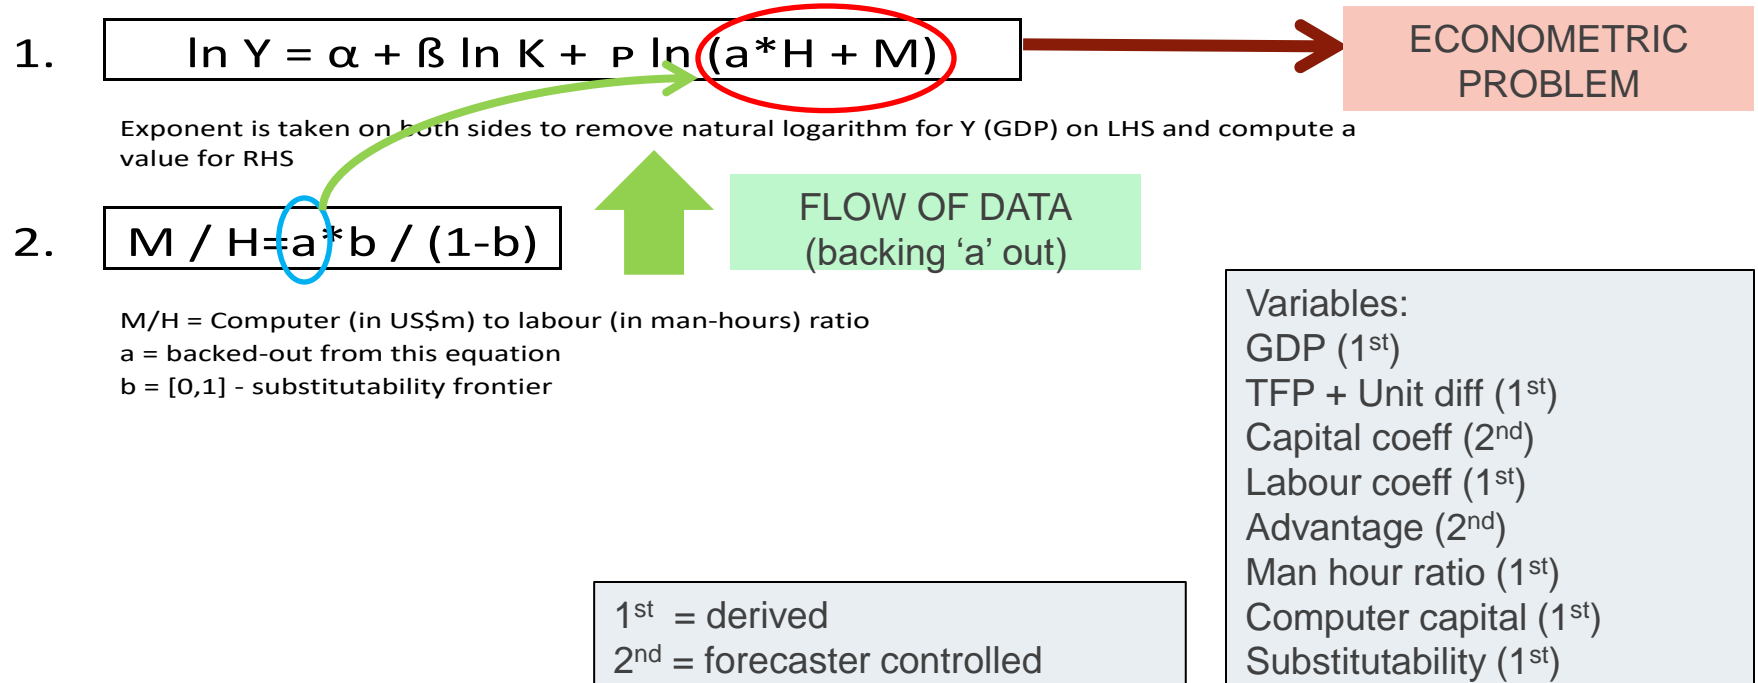 1. ln Y = α + ß ln K + ᴘ ln (a*H + M)
ECONOMETRIC
PROBLEM
Exponent is taken on both sides to remove natural logarithm for Y (GDP) on LHS and compute a
value for RHS
FLOW OF DATA
(backing ‘a’ out)
2. M / H=a*b / (1-b)
M/H = Computer (in US$m) to labour (in man-hours) ratio
a = backed-out from this equation
b = [0,1] - substitutability frontier
Variables:
GDP (1st)
TFP + Unit diff (1st)
Capital coeff (2nd)
Labour coeff (1st)
Advantage (2nd)
Man hour ratio (1st)
Computer capital (1st)
Substitutability (1st)
1st = derived
2nd = forecaster controlled